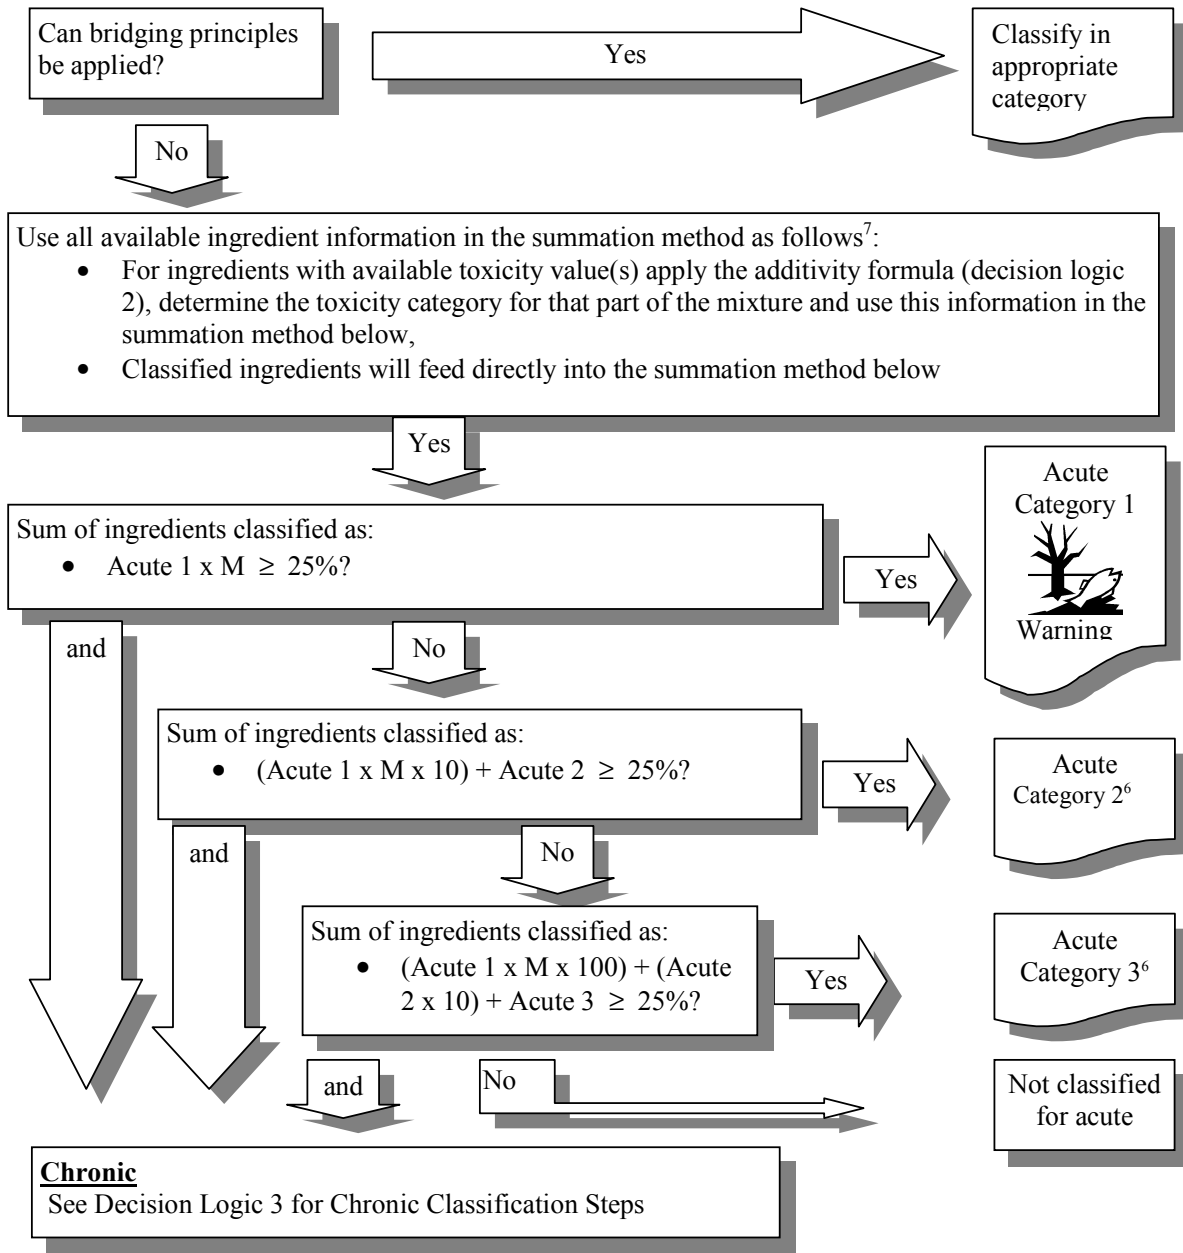 Can bridging principles
be applied?
Yes
Classify in
appropriate
category
No
Use all available ingredient information in the summation method as follows7:
• For ingredients with available toxicity value(s) apply the additivity formula (decision logic
2), determine the toxicity category for that part of the mixture and use this information in the
summation method below,
• Classified ingredients will feed directly into the summation method below
Yes
Sum of ingredients classified as:
• Acute 1 x M ≥ 25%?
Yes
Acute
Category 1
Warning
and
No
Sum of ingredients classified as:
• (Acute 1 x M x 10) + Acute 2 ≥ 25%?
Yes
Acute
Category 2⁶
and
No
Sum of ingredients classified as:
• (Acute 1 x M x 100) + (Acute
2 x 10) + Acute 3 ≥ 25%?
Yes
Acute
Category 3⁶
and
No
Not classified
for acute
Chronic
See Decision Logic 3 for Chronic Classification Steps